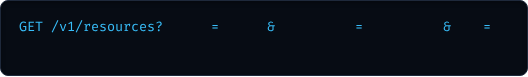 GET /v1/resources? = & = & =